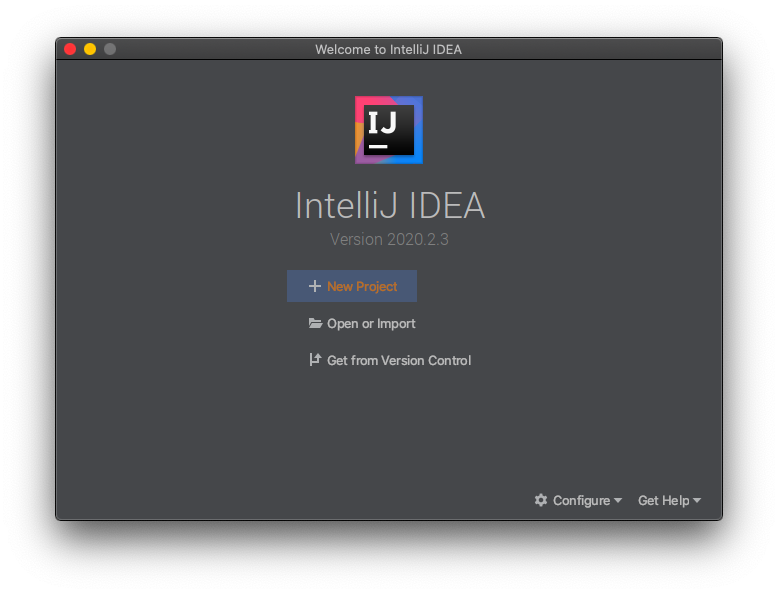 Welcome to IntelliJ IDEA
IJ
IntelliJ IDEA
Version 2020.2.3
New Project
Open or Import
Get from Version Control
Configure
Get Help